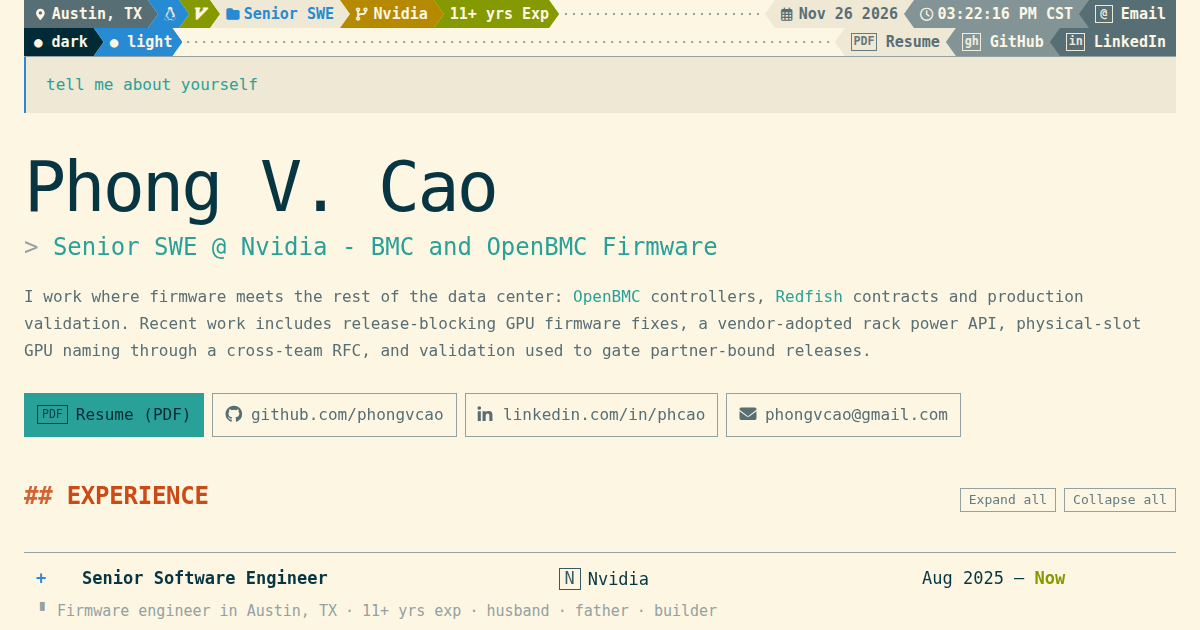 Austin, TX Senior SWE Nvidia 11+ yrs Exp Nov 26 2026 03:22:16 PM CST @ Email
● dark ● light PDF Resume gh GitHub in LinkedIn
tell me about yourself
Phong V. Cao
> Senior SWE @ Nvidia - BMC and OpenBMC Firmware
I work where firmware meets the rest of the data center: OpenBMC controllers, Redfish contracts and production
validation. Recent work includes release-blocking GPU firmware fixes, a vendor-adopted rack power API, physical-slot
GPU naming through a cross-team RFC, and validation used to gate partner-bound releases.
PDF Resume (PDF) github.com/phongvcao in linkedin.com/in/phcao phongvcao@gmail.com
## EXPERIENCE Expand all Collapse all
+ Senior Software Engineer N Nvidia Aug 2025 — Now
Firmware engineer in Austin, TX · 11+ yrs exp · husband · father · builder